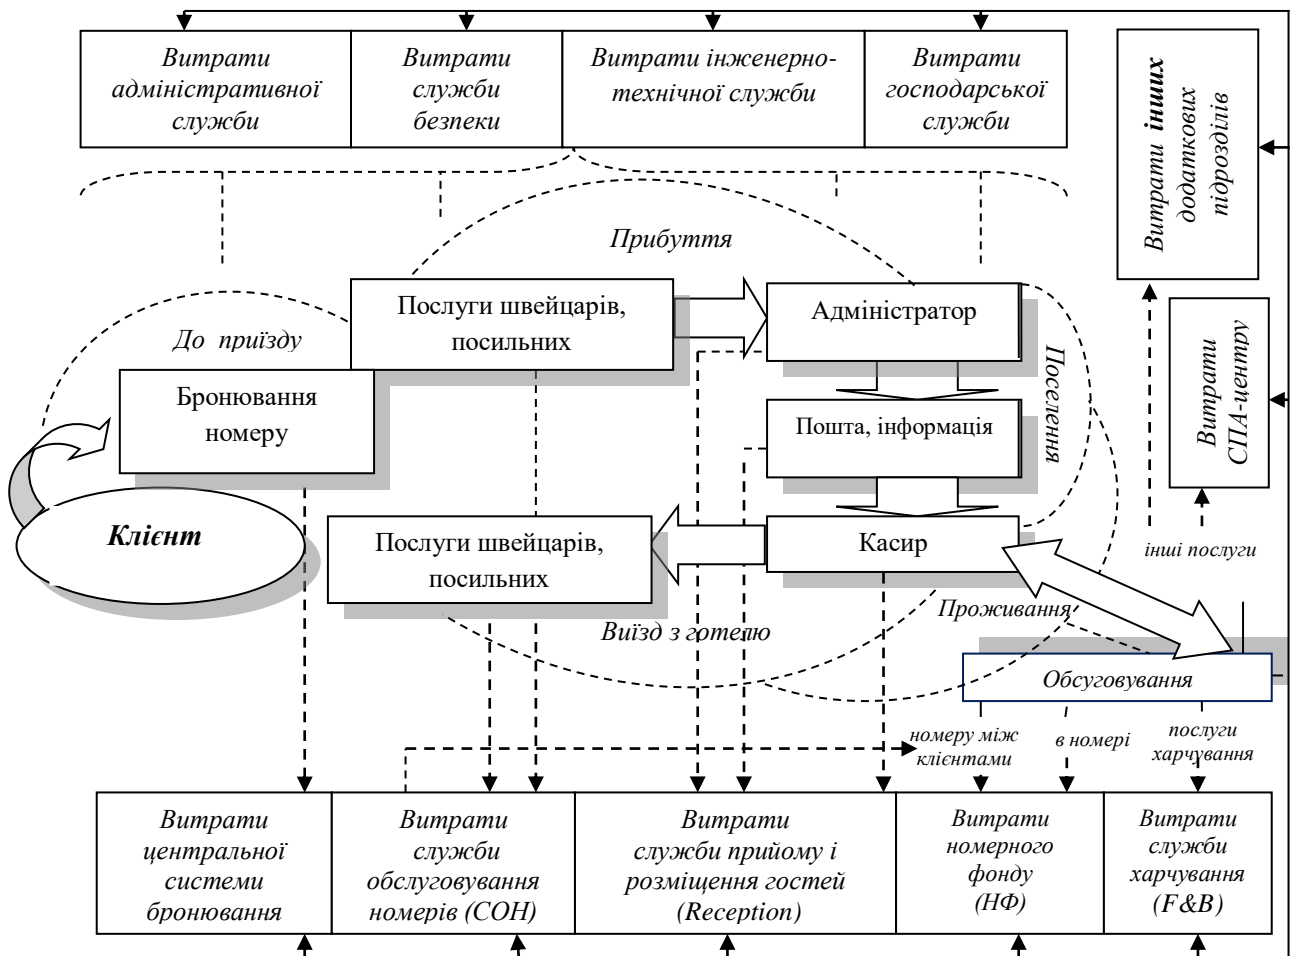 Витрати
адміністративної
служби
Витрати
служби
безпеки
Витрати інженерно-
технічної служби
Витрати
господарської
служби
Витрати інших
додаткових
підрозділів
Прибуття
Послуги швейцарів,
посильних
Адміністратор
До приїзду
Бронювання
номеру
Поселення
Пошта, інформація
Витрати
СПА-центру
Клієнт
Послуги швейцарів,
посильних
Касир
інші послуги
Проживання
Виїзд з готелю
Обсуговування
номеру між
клієнтами
в номері
послуги
харчування
Витрати
центральної
системи
бронювання
Витрати
служби
обслуговування
номерів (СОН)
Витрати
служби прийому і
розміщення гостей
(Reception)
Витрати
номерного
фонду
(НФ)
Витрати
служби
харчування
(F&B)